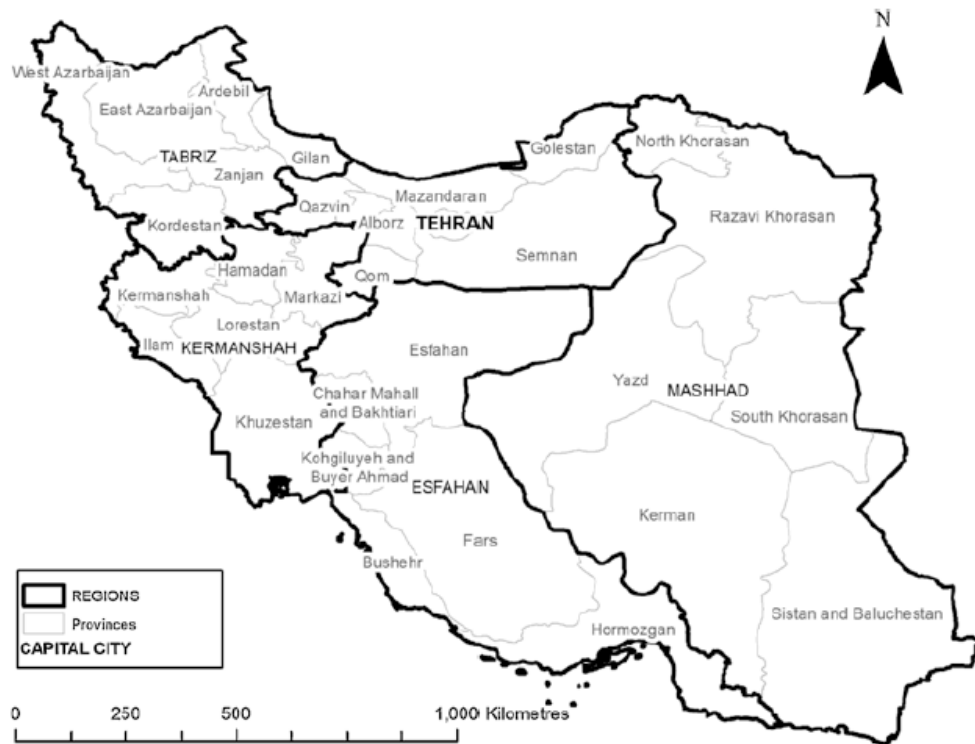 N
West Azarbaijan
Ardebil
East Azarbaijan
Golestan
North Khorasan
TABRIZ
Gilan
Zanjan
Mazandaran
Qazvin
Razavi Khorasan
Alborz
TEHRAN
Kordestan
Semnan
Hamadan
Qom
Kermanshah
Markazi
Lorestan
Ilam
KERMANSHAH
Esfahan
Yazd
MASHHAD
Chahar Mahall
and Bakhtiari
South Khorasan
Khuzestan
Kohgiluyeh and
Buyer Ahmad
ESFAHAN
Kerman
Fars
Bushehr
Sistan and Baluchestan
Hormozgan
REGIONS
Provinces
CAPITAL CITY
0 250 500 1,000 Kilometres